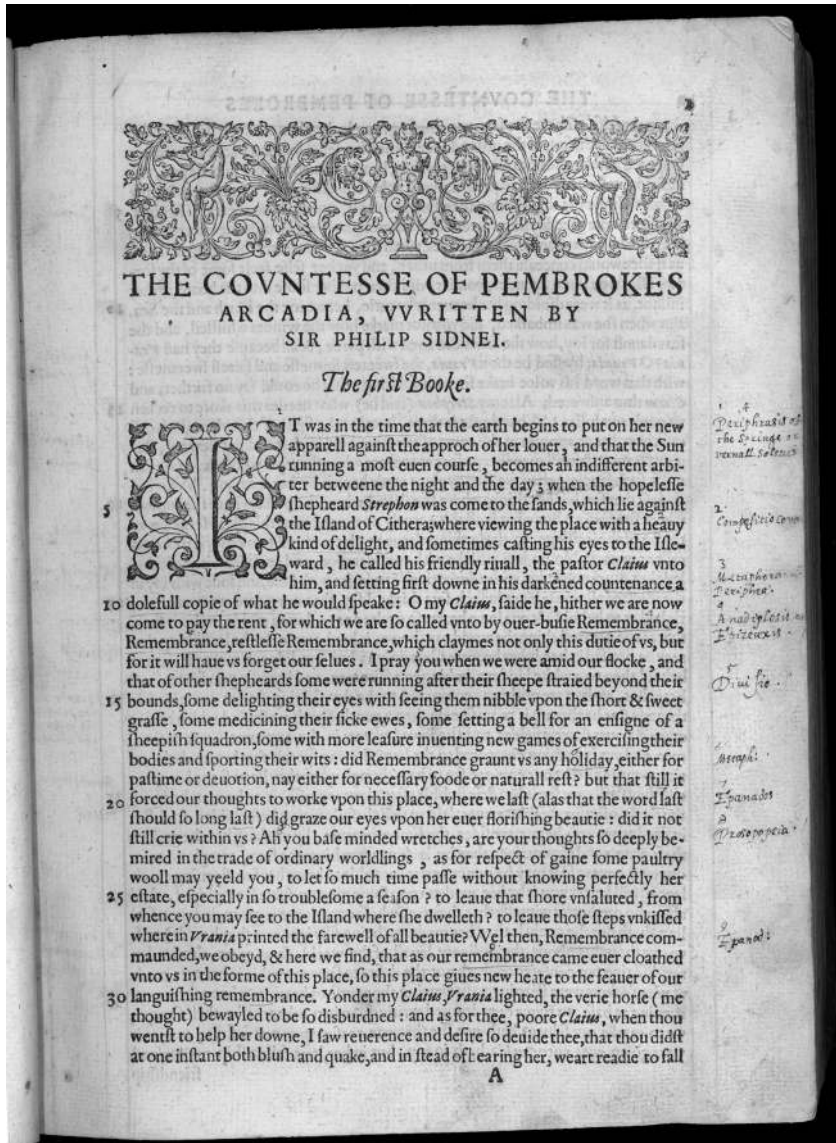 THE COVNTESSE OF PEMBROKES
ARCADIA, VVRITTEN BY
SIR PHILIP SIDNEI.
The firſt Booke.
IT was in the time that the earth begins to put on her new
apparell againſt the approch of her louer, and that the Sun
running a moſt euen courſe, becomes an indifferent arbi-
ter betweene the night and the day; when the hopeleſſe
5 ſhepheard Strephon was come to the ſands, which lie againſt
the Iſland of Cithera; where viewing the place with a heauy
kind of delight, and ſometimes caſting his eyes to the Iſle-
ward, he called his friendly riuall, the paſtor Claius vnto
him, and ſetting firſt downe in his darkened countenance a
10 dolefull copie of what he would ſpeake: O my Claius, ſaide he, hither we are now
come to pay the rent, for which we are ſo called vnto by ouer-buſie Remembrance,
Remembrance, reſtleſſe Remembrance, which claymes not only this dutie of vs, but
for it will haue vs forget our ſelues. I pray you when we were amid our flocke, and
that of other ſhepheards ſome were running after their ſheepe ſtraied beyond their
15 bounds, ſome delighting their eyes with ſeeing them nibble vpon the ſhort & ſweet
graſſe, ſome medicining their ſicke ewes, ſome ſetting a bell for an enſigne of a
ſheepiſh ſquadron, ſome with more leaſure inuenting new games of exerciſing their
bodies and ſporting their wits: did Remembrance graunt vs any holiday, either for
paſtime or deuotion, nay either for neceſſary foode or naturall reſt? but that ſtill it
20 forced our thoughts to worke vpon this place, where we laſt (alas that the word laſt
ſhould ſo long laſt) did graze our eyes vpon her euer floriſhing beautie: did it not
ſtill crie within vs? Ah you baſe minded wretches, are your thoughts ſo deeply be-
mired in the trade of ordinary worldlings, as for reſpect of gaine ſome paultry
wooll may yeeld you, to let ſo much time paſſe without knowing perfectly her
25 eſtate, eſpecially in ſo troubleſome a ſeaſon? to leaue that ſhore vnſaluted, from
whence you may ſee to the Iſland where ſhe dwelleth? to leaue thoſe ſteps vnkiſſed
wherein Vrania printed the farewell of all beautie? Wel then, Remembrance com-
maunded, we obeyd, & here we find, that as our remembrance came euer cloathed
vnto vs in the forme of this place, ſo this place giues new heate to the feauer of our
30 languiſhing remembrance. Yonder my Claius, Vrania lighted, the verie horſe (me
thought) bewayled to be ſo disburdned: and as for thee, poore Claius, when thou
wentſt to help her downe, I ſaw reuerence and deſire ſo deuide thee, that thou didſt
at one inſtant both bluſh and quake, and in ſtead of bearing her, weart readie to fall
A
1
Periphrasis of
the Springe
vernall
2
Compositio
3
Metaphora
Periphra.
4
Anadiplosis
Epizeuxis.
5
Diuisio.
Metaph:
7
Epanados
8
Prosopopeia.
9
Epanod: